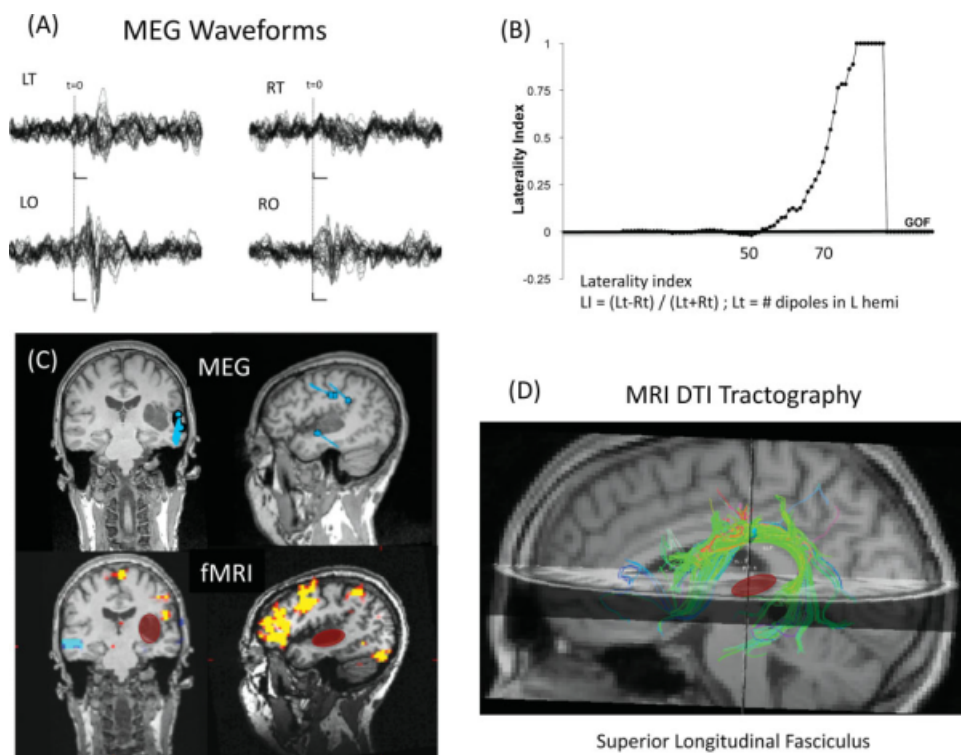 (A) MEG Waveforms
LT
t=0
RT
t=0
LO
RO
(B)
Laterality Index
1
0.75
0.5
0.25
0
-0.25
50
70
GOF
Laterality index
LI = (Lt-Rt) / (Lt+Rt) ; Lt = # dipoles in L hemi
(C)
MEG
fMRI
(D) MRI DTI Tractography
Superior Longitudinal Fasciculus